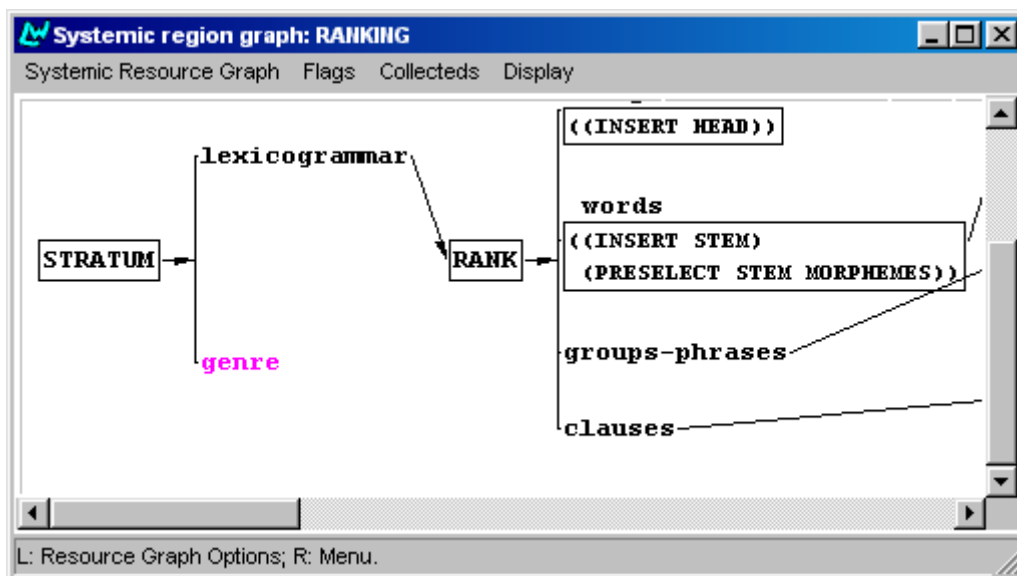 Systemic region graph: RANKING
Systemic Resource Graph Flags Collecteds Display
((INSERT HEAD))
lexicogrammar
words
STRATUM
RANK
((INSERT STEM)
(PRESELECT STEM MORPHEMES))
genre
groups-phrases
clauses
L: Resource Graph Options; R: Menu.